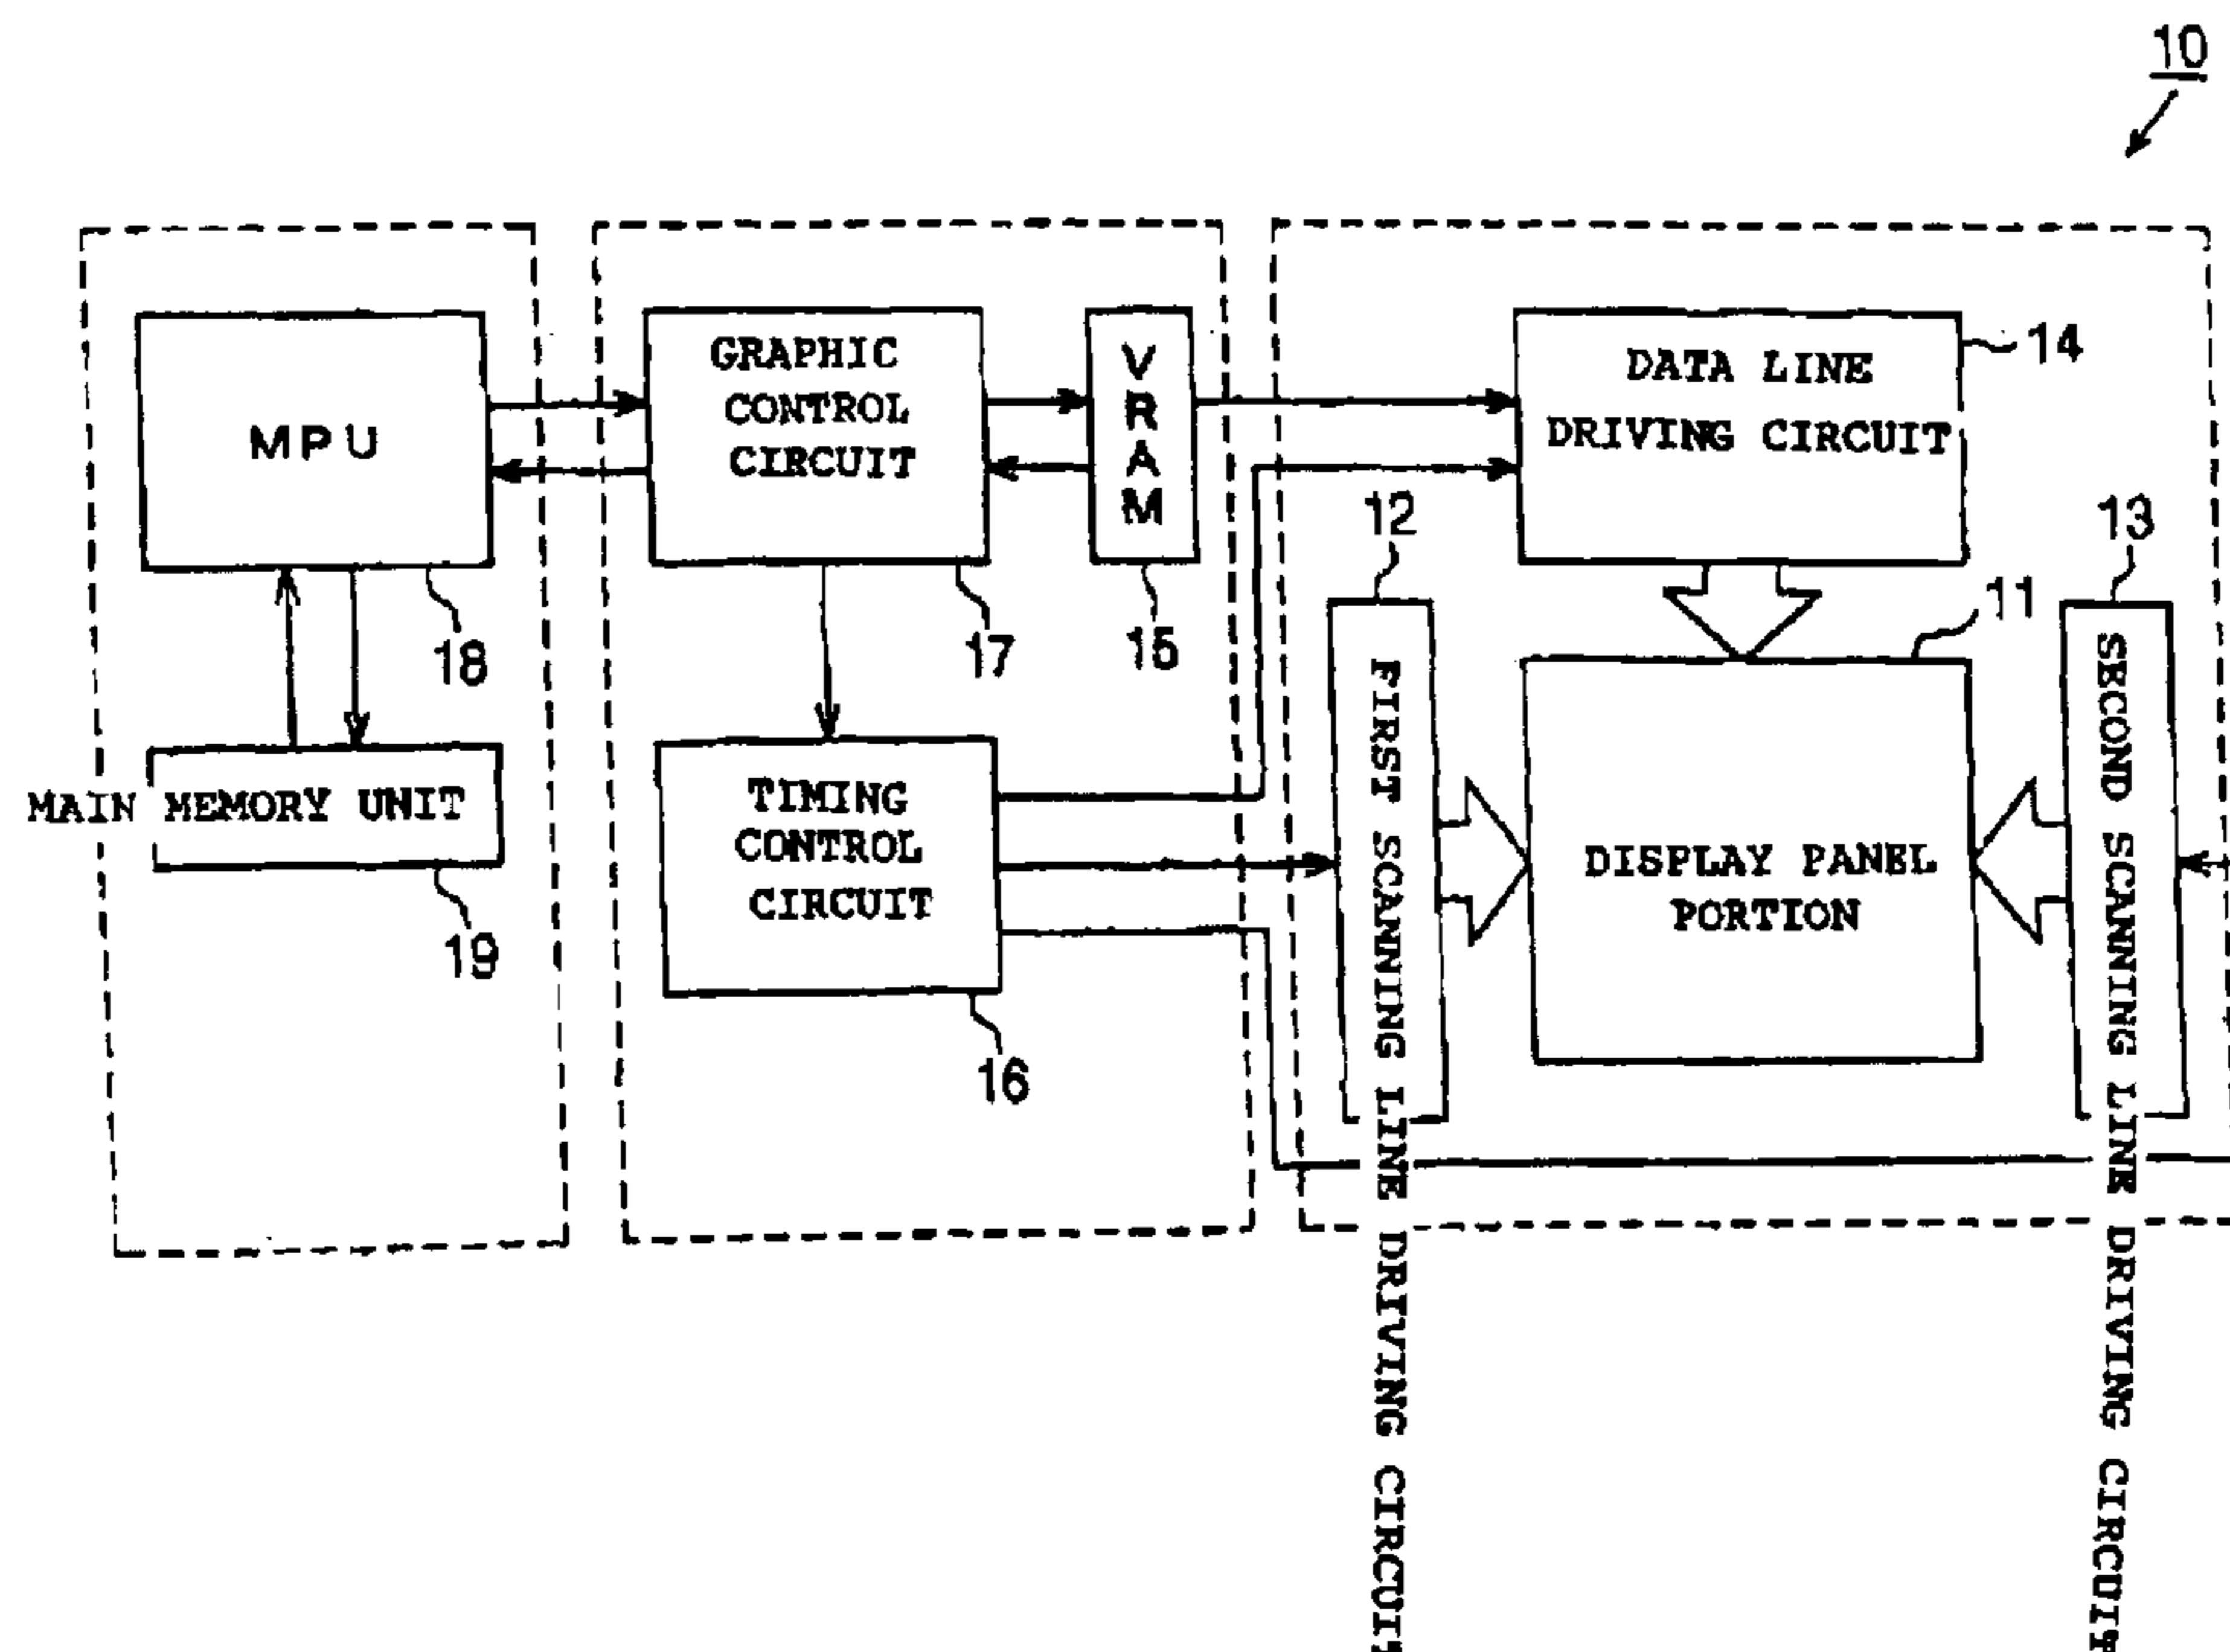 10
MPU
GRAPHIC
CONTROL
CIRCUIT
VRAM
DATA LINE
DRIVING CIRCUIT
14
12
13
11
18
17
15
FIRST SCANNING LINE DRIVING CIRCUIT
SECOND SCANNING LINE DRIVING CIRCUIT
MAIN MEMORY UNIT
TIMING
CONTROL
CIRCUIT
DISPLAY PANEL
PORTION
19
16